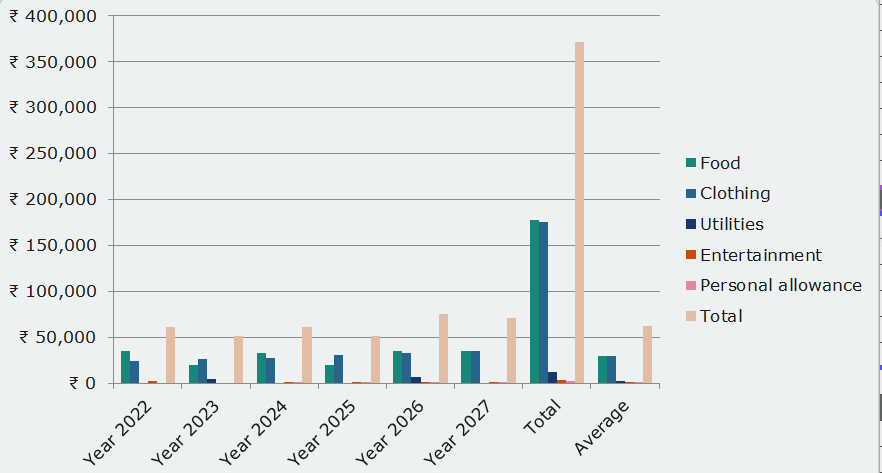 ₹ 400,000
₹ 350,000
₹ 300,000
₹ 250,000
₹ 200,000
₹ 150,000
₹ 100,000
₹ 50,000
₹ 0
Year 2022
Year 2023
Year 2024
Year 2025
Year 2026
Year 2027
Total
Average
Food
Clothing
Utilities
Entertainment
Personal allowance
Total